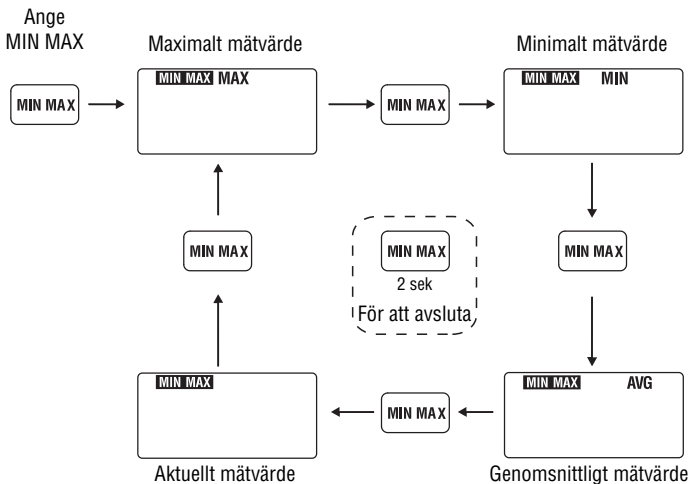 Ange
MIN MAX
Maximalt mätvärde
Minimalt mätvärde
MIN MAX
MIN MAX MAX
MIN MAX
MIN MAX MIN
MIN MAX
MIN MAX
2 sek
För att avsluta
MIN MAX
MIN MAX
MIN MAX
MIN MAX AVG
Aktuellt mätvärde
Genomsnittligt mätvärde